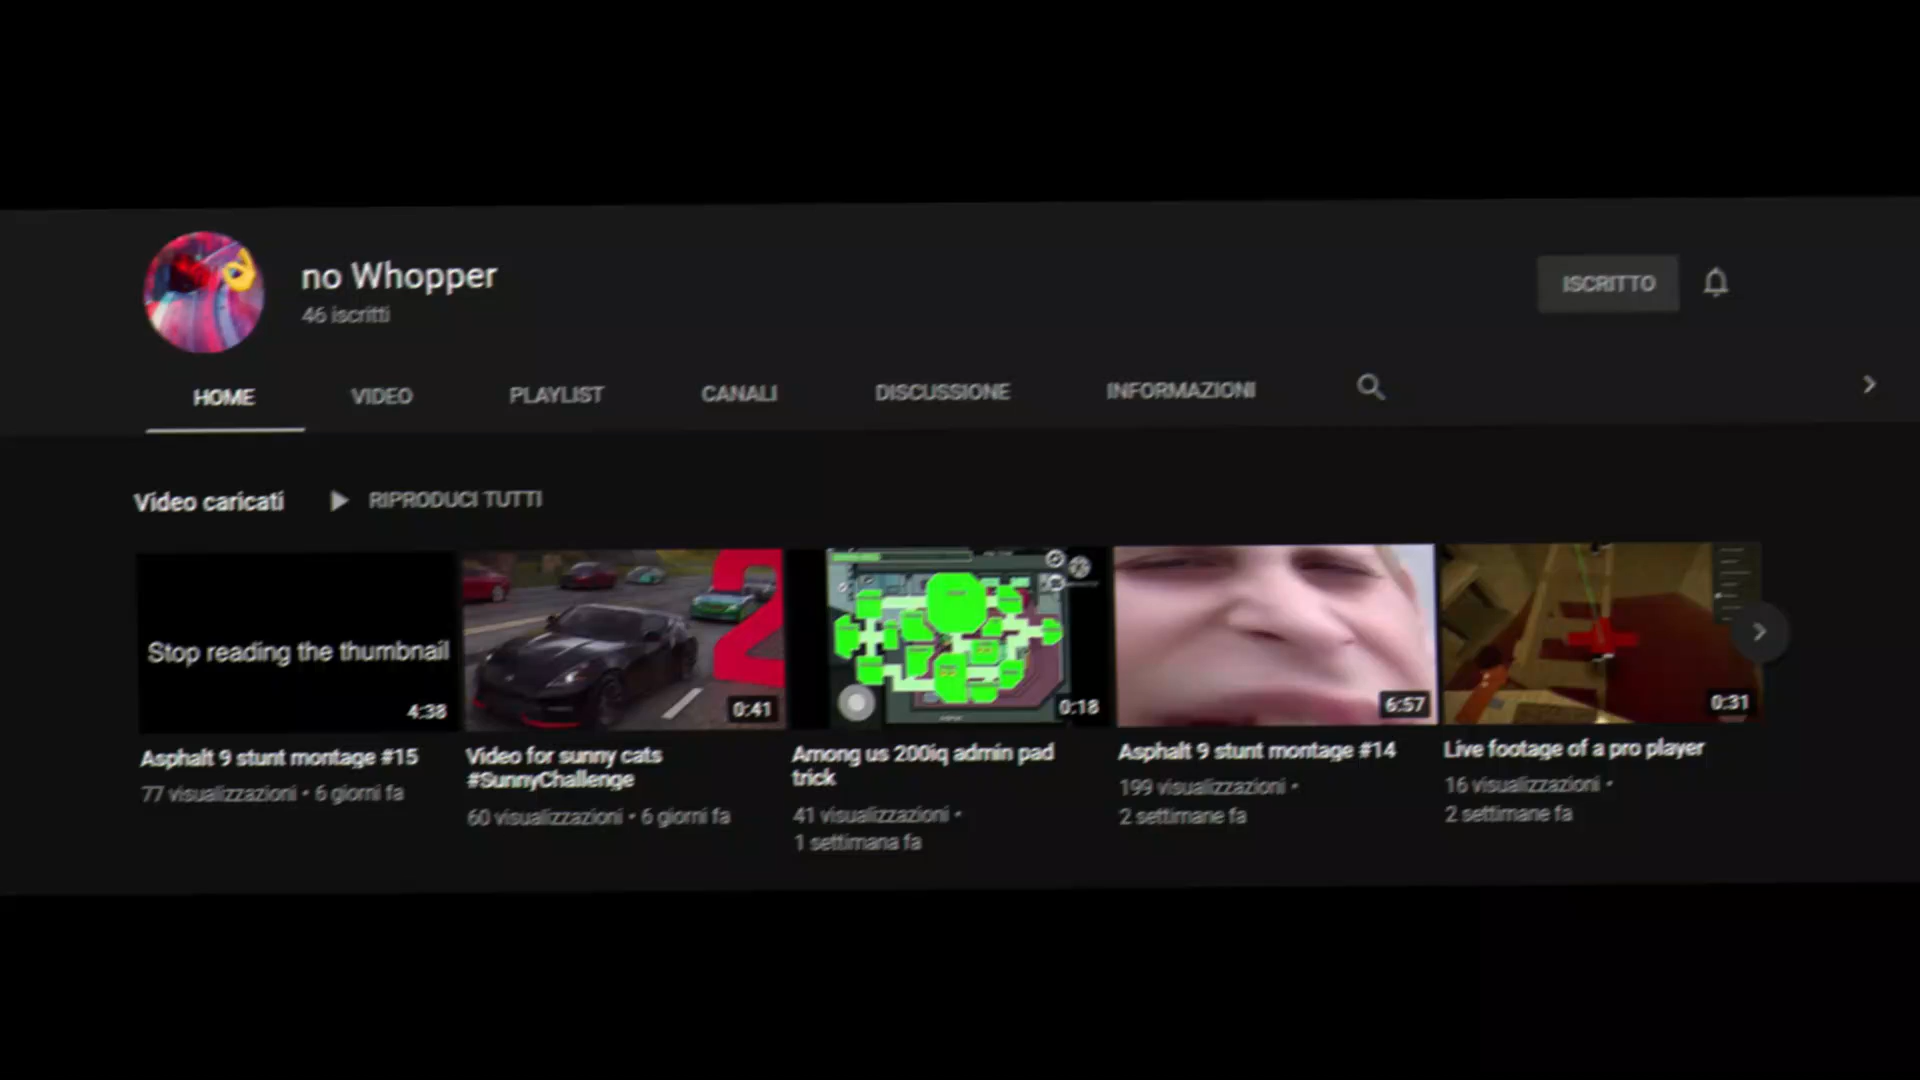 no Whopper
46 iscritti
ISCRITTO
HOME VIDEO PLAYLIST CANALI DISCUSSIONE INFORMAZIONI
Video caricati RIPRODUCI TUTTI
Stop reading the thumbnail
4:38
0:41
0:18
6:57
0:31
Asphalt 9 stunt montage #15
77 visualizzazioni • 6 giorni fa
Video for sunny cats
#SunnyChallenge
60 visualizzazioni • 6 giorni fa
Among us 200iq admin pad
trick
41 visualizzazioni •
1 settimana fa
Asphalt 9 stunt montage #14
199 visualizzazioni •
2 settimane fa
Live footage of a pro player
16 visualizzazioni •
2 settimane fa